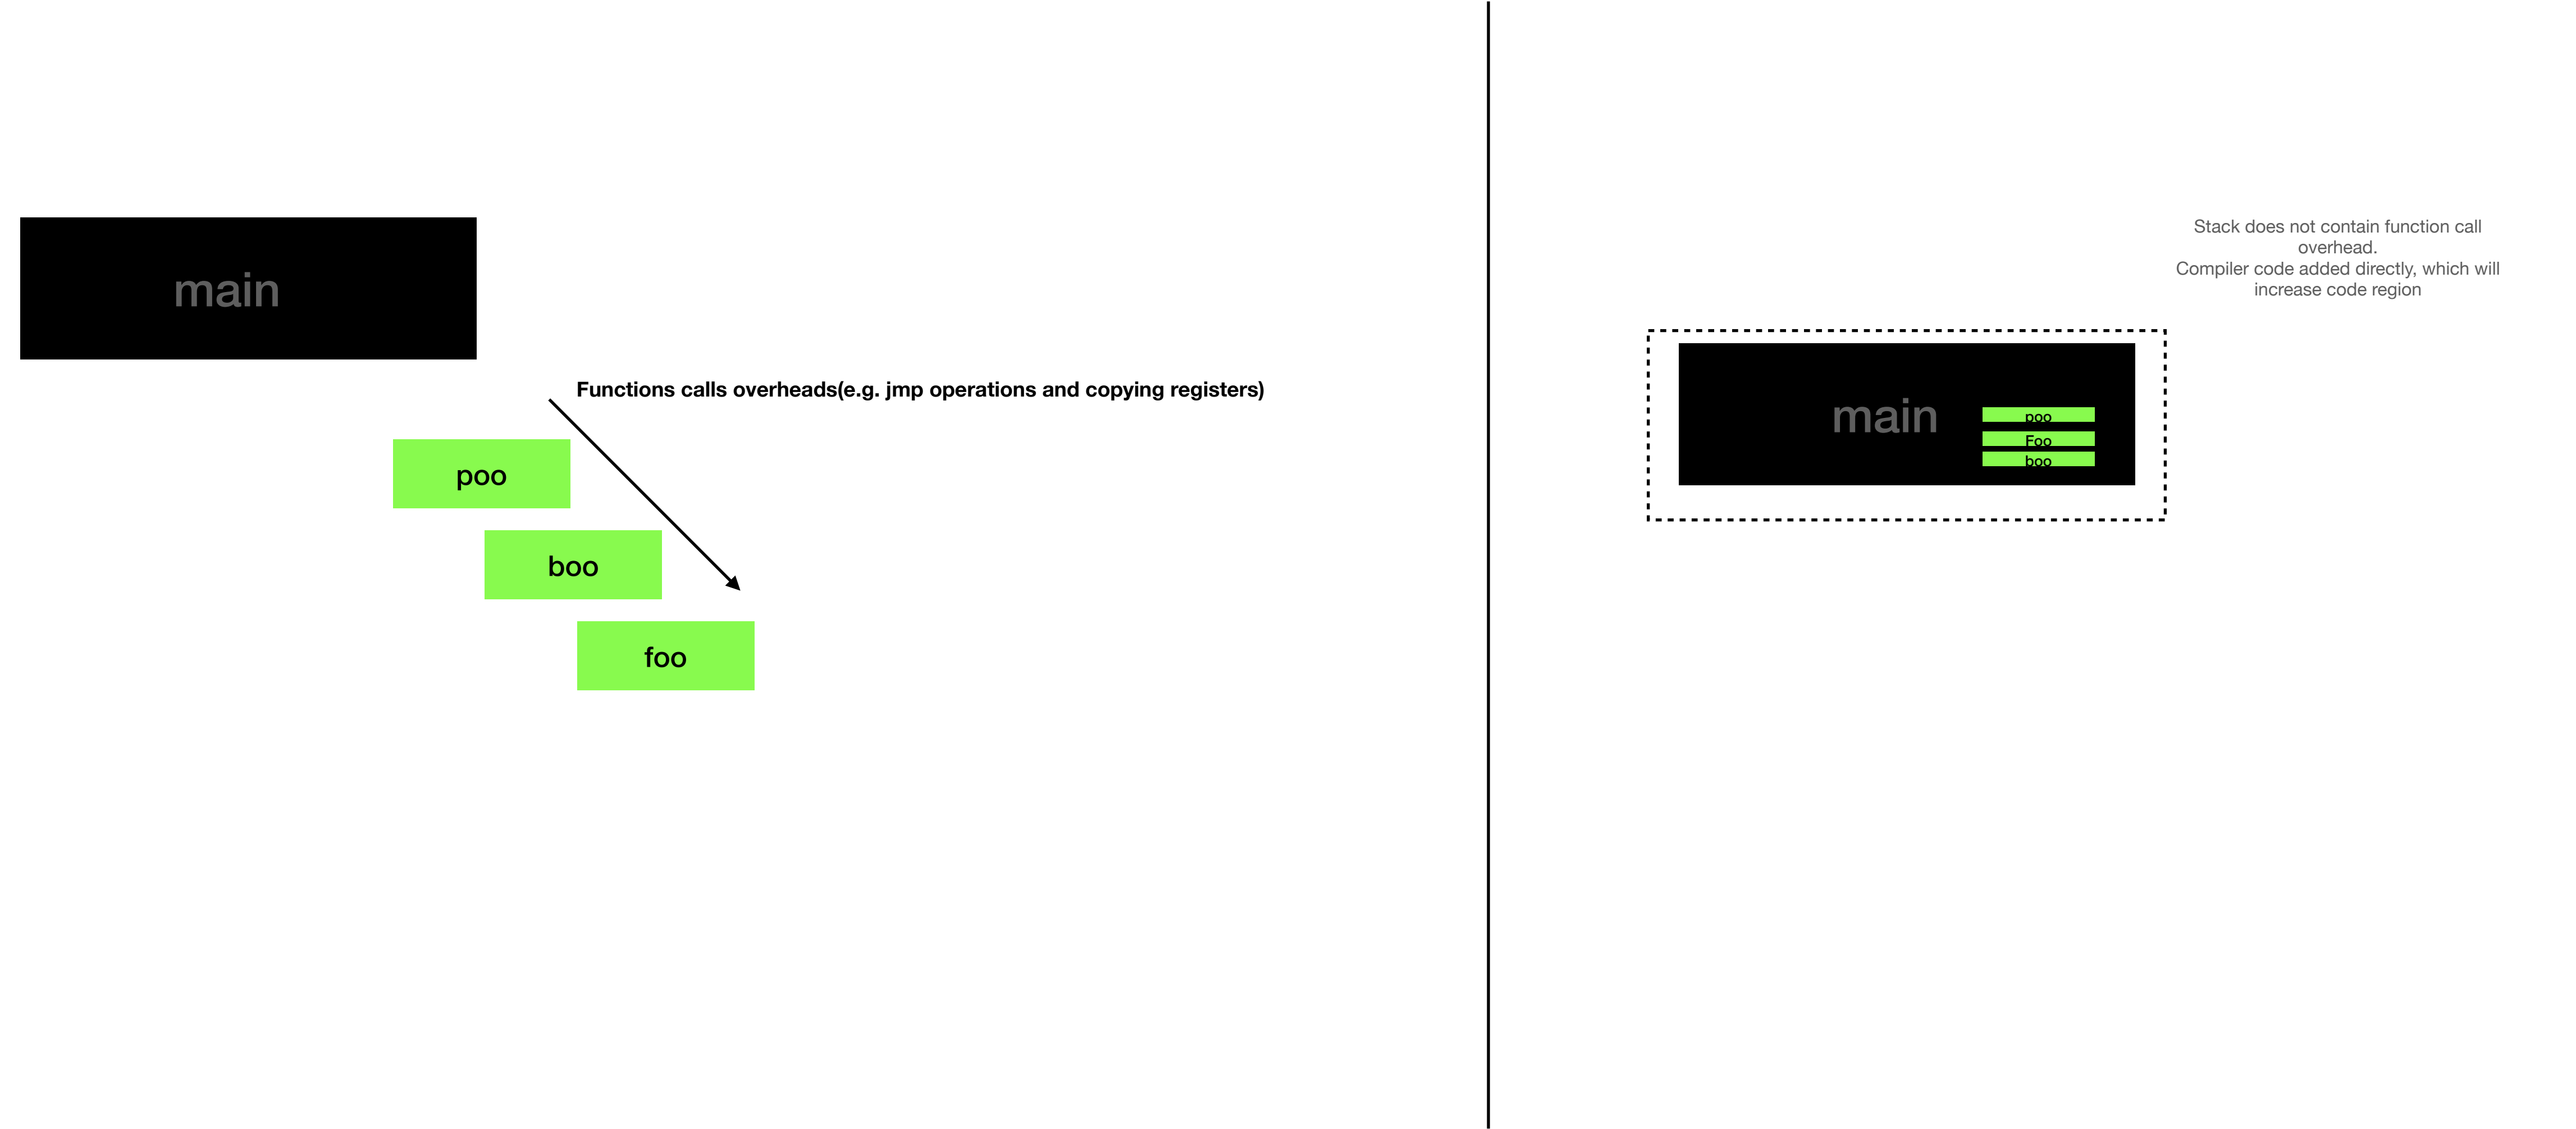 main
Functions calls overheads(e.g. jmp operations and copying registers)
poo
boo
foo
Stack does not contain function call
overhead.
Compiler code added directly, which will
increase code region
main
poo
Foo
boo